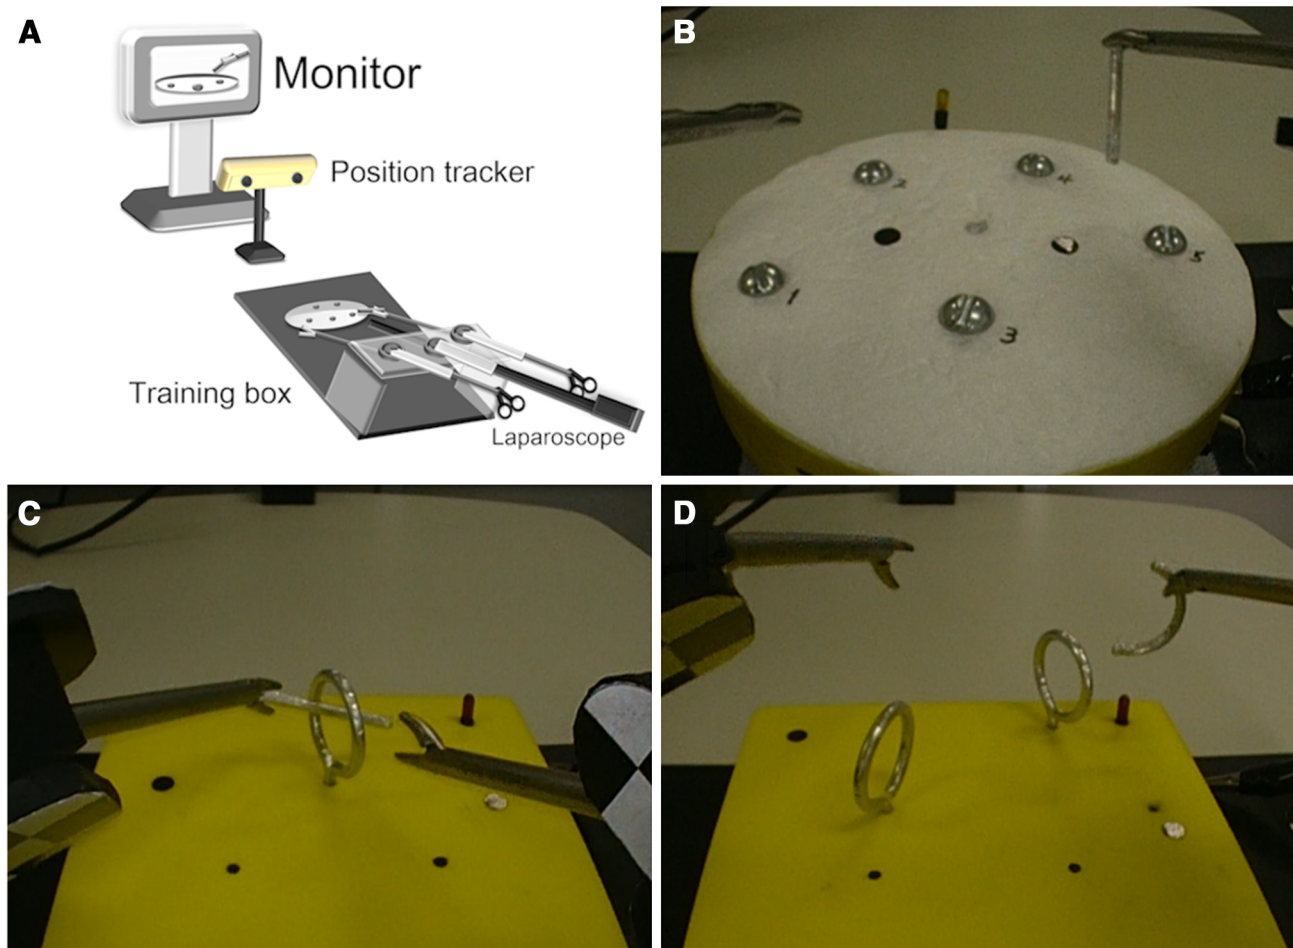 A
Monitor
Position tracker
Training box
Laparoscope
B
2
4
1
5
3
C
D